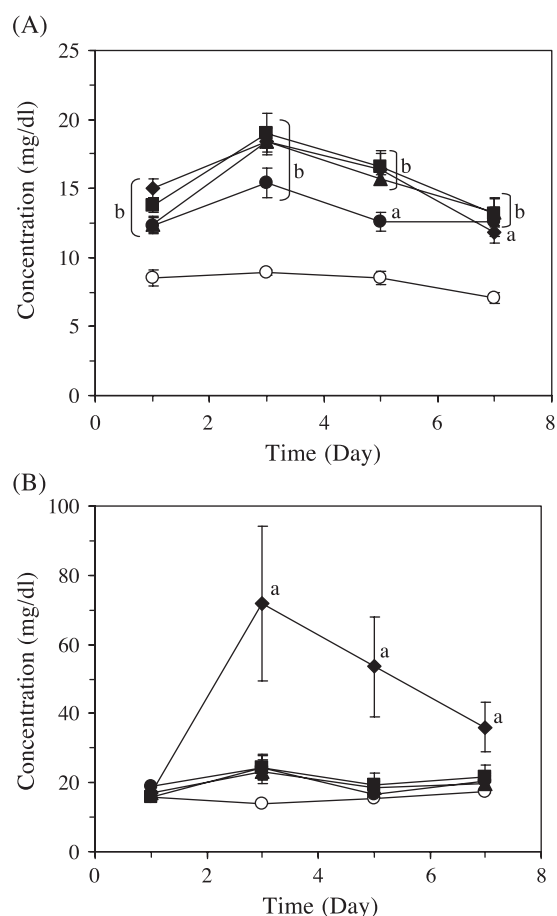 (A)
25
20
15
10
5
0
Concentration (mg/dl)
b
b
b
a
b
a
0 2 4 6 8
Time (Day)
(B)
100
80
60
40
20
0
Concentration (mg/dl)
a
a
a
0 2 4 6 8
Time (Day)